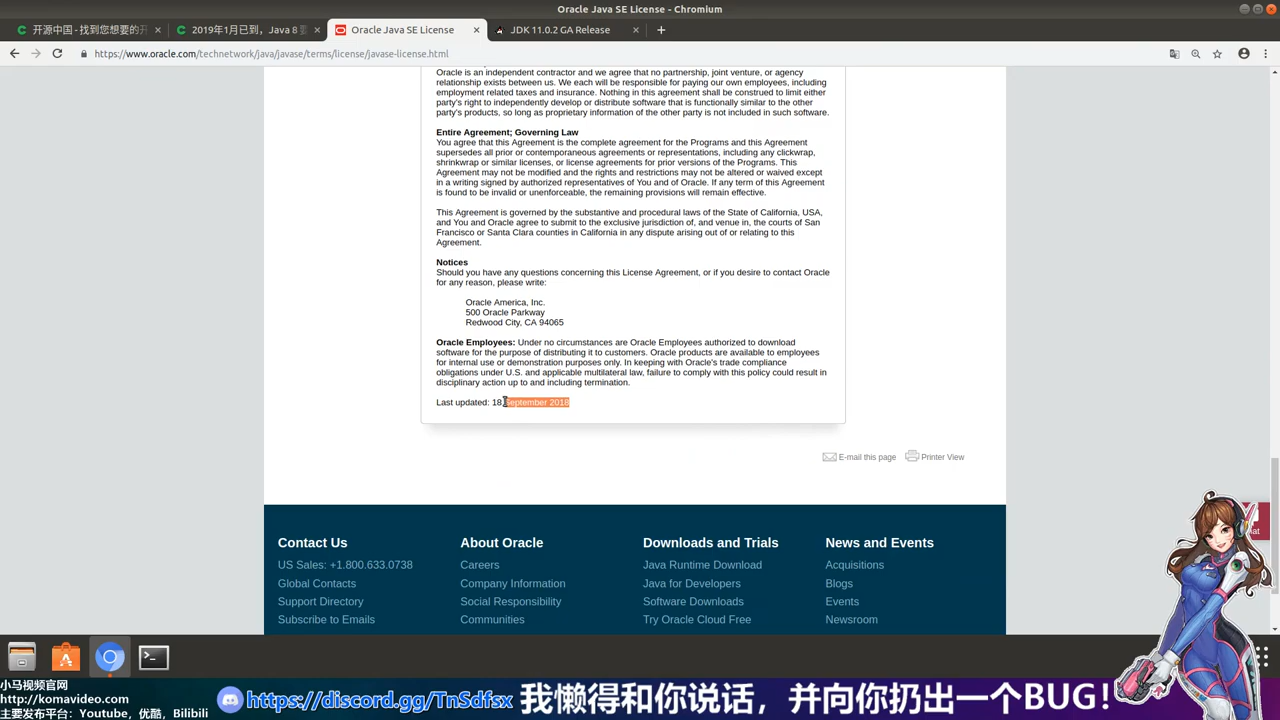 Oracle Java SE License - Chromium
开源中国 - 找到您想要的开
2019年1月已到，Java 8 要
Oracle Java SE License
JDK 11.0.2 GA Release
https://www.oracle.com/technetwork/java/javase/terms/license/javase-license.html
Oracle is an independent contractor and we agree that no partnership, joint venture, or agency
relationship exists between us. We each will be responsible for paying our own employees, including
employment related taxes and insurance. Nothing in this agreement shall be construed to limit either
party's right to independently develop or distribute software that is functionally similar to the other
party's products, so long as proprietary information of the other party is not included in such software.
Entire Agreement; Governing Law
You agree that this Agreement is the complete agreement for the Programs and this Agreement
supersedes all prior or contemporaneous agreements or representations, including any clickwrap,
shrinkwrap or similar licenses, or license agreements for prior versions of the Programs. This
Agreement may not be modified and the rights and restrictions may not be altered or waived except
in a writing signed by authorized representatives of You and of Oracle. If any term of this Agreement
is found to be invalid or unenforceable, the remaining provisions will remain effective.
This Agreement is governed by the substantive and procedural laws of the State of California, USA,
and You and Oracle agree to submit to the exclusive jurisdiction of, and venue in, the courts of San
Francisco or Santa Clara counties in California in any dispute arising out of or relating to this
Agreement.
Notices
Should you have any questions concerning this License Agreement, or if you desire to contact Oracle
for any reason, please write:
Oracle America, Inc.
500 Oracle Parkway
Redwood City, CA 94065
Oracle Employees: Under no circumstances are Oracle Employees authorized to download
software for the purpose of distributing it to customers. Oracle products are available to employees
for internal use or demonstration purposes only. In keeping with Oracle's trade compliance
obligations under U.S. and applicable multilateral law, failure to comply with this policy could result in
disciplinary action up to and including termination.
Last updated: 18 September 2018
E-mail this page
Printer View
Contact Us
US Sales: +1.800.633.0738
Global Contacts
Support Directory
Subscribe to Emails
About Oracle
Careers
Company Information
Social Responsibility
Communities
Downloads and Trials
Java Runtime Download
Java for Developers
Software Downloads
Try Oracle Cloud Free
News and Events
Acquisitions
Blogs
Events
Newsroom
小马视频官网
http://komavideo.com
主要发布平台：Youtube，优酷，Bilibili
https://discord.gg/TnSdfsx 我懒得和你说话，并向你扔出一个BUG！